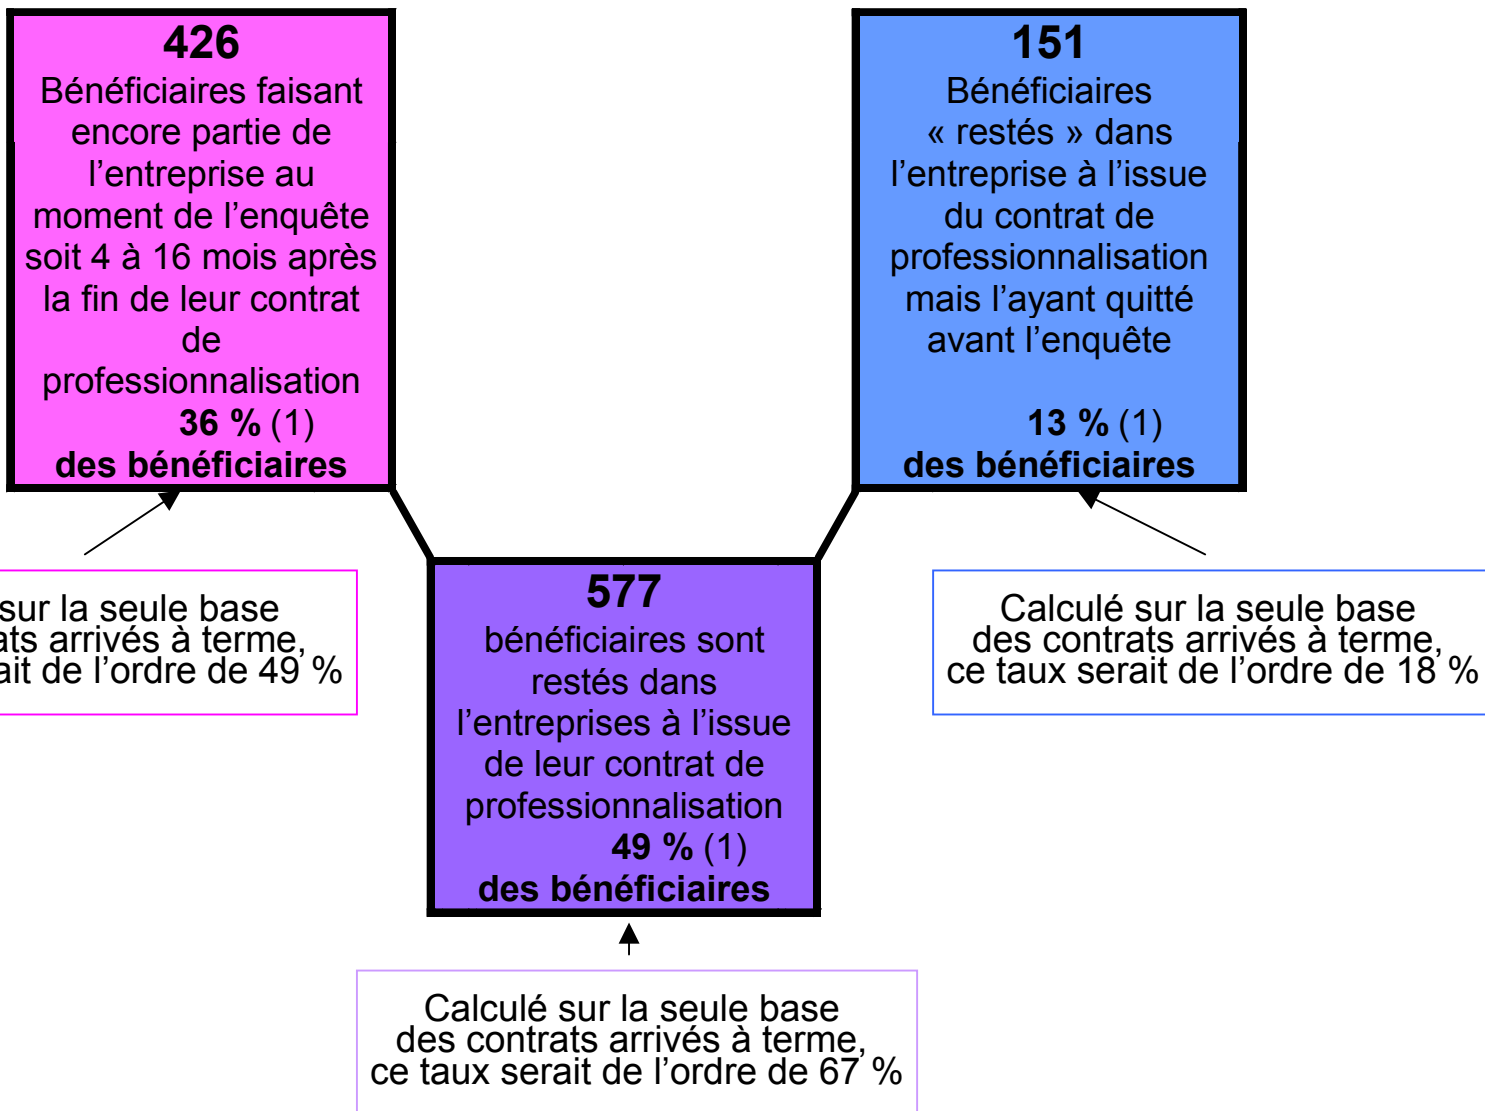 426
Bénéficiaires faisant
encore partie de
l’entreprise au
moment de l’enquête
soit 4 à 16 mois après
la fin de leur contrat
de
professionnalisation
36 % (1)
des bénéficiaires
151
Bénéficiaires
« restés » dans
l’entreprise à l’issue
du contrat de
professionnalisation
mais l’ayant quitté
avant l’enquête
13 % (1)
des bénéficiaires
sur la seule base
ats arrivés à terme,
ait de l’ordre de 49 %
577
bénéficiaires sont
restés dans
l’entreprises à l’issue
de leur contrat de
professionnalisation
49 % (1)
des bénéficiaires
Calculé sur la seule base
des contrats arrivés à terme,
ce taux serait de l’ordre de 18 %
Calculé sur la seule base
des contrats arrivés à terme,
ce taux serait de l’ordre de 67 %